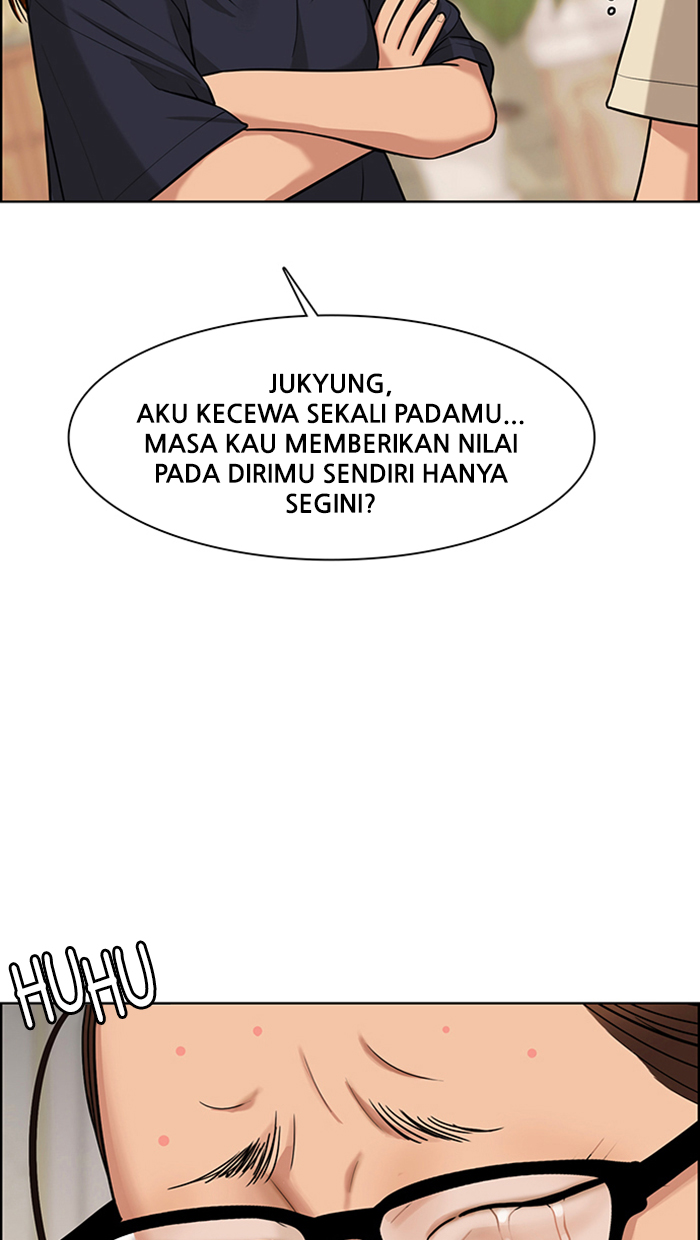 JUKYUNG,
AKU KECEWA SEKALI PADAMU...
MASA KAU MEMBERIKAN NILAI
PADA DIRIMU SENDIRI HANYA
SEGINI?
HUHU